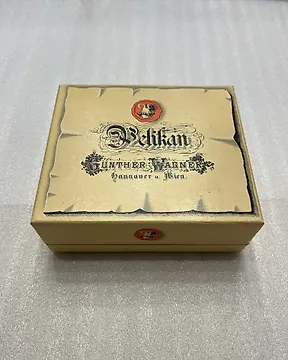 Pelikan
GÜNTHER WAGNER
Hannover u. Wien.